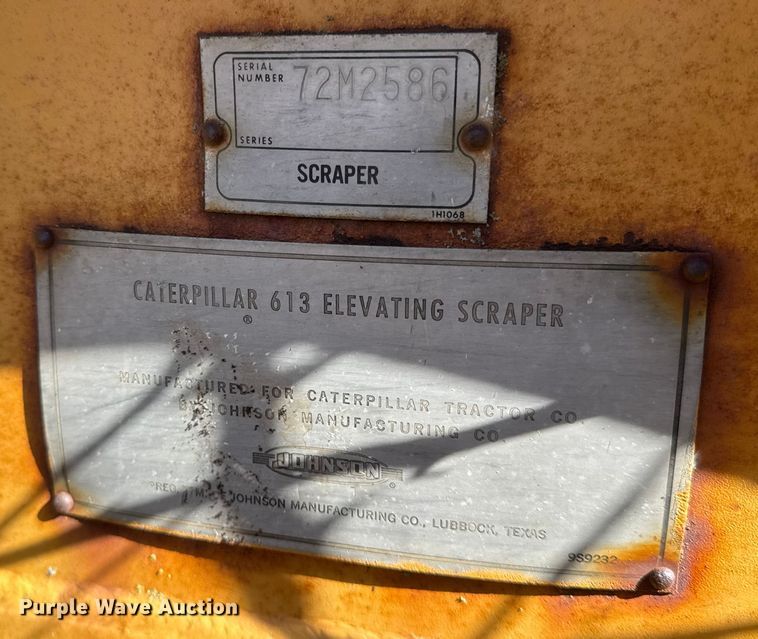 SERIAL
NUMBER 72M2586
SERIES
SCRAPER
1H1068
CATERPILLAR 613 ELEVATING SCRAPER
®
MANUFACTURED FOR CATERPILLAR TRACTOR CO.
BY JOHNSON MANUFACTURING CO.
JOHNSON
®
JOHNSON MANUFACTURING CO., LUBBOCK, TEXAS
9S9232
Purple Wave Auction